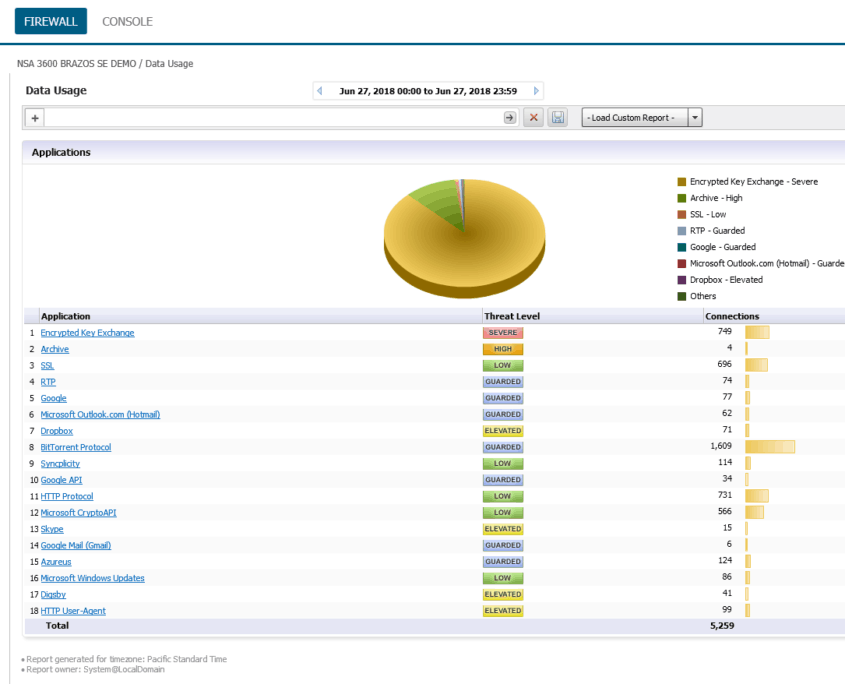 FIREWALL CONSOLE
NSA 3600 BRAZOS SE DEMO / Data Usage
Data Usage Jun 27, 2018 00:00 to Jun 27, 2018 23:59
+ - Load Custom Report -
Applications
Encrypted Key Exchange - Severe
Archive - High
SSL - Low
RTP - Guarded
Google - Guarded
Microsoft Outlook.com (Hotmail) - Guarde
Dropbox - Elevated
Others
Application Threat Level Connections
1 Encrypted Key Exchange SEVERE 749
2 Archive HIGH 4
3 SSL LOW 696
4 RTP GUARDED 74
5 Google GUARDED 77
6 Microsoft Outlook.com (Hotmail) GUARDED 62
7 Dropbox ELEVATED 71
8 BitTorrent Protocol GUARDED 1,609
9 Syncplicity LOW 114
10 Google API GUARDED 34
11 HTTP Protocol LOW 731
12 Microsoft CryptoAPI LOW 566
13 Skype ELEVATED 15
14 Google Mail (Gmail) GUARDED 6
15 Azureus GUARDED 124
16 Microsoft Windows Updates LOW 86
17 Digsby ELEVATED 41
18 HTTP User-Agent ELEVATED 99
Total 5,259
• Report generated for timezone: Pacific Standard Time
• Report owner: System@LocalDomain